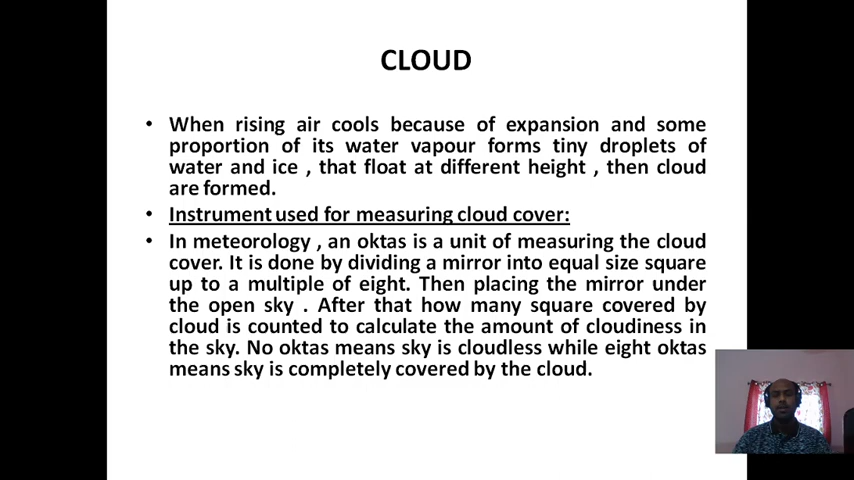 CLOUD
• When rising air cools because of expansion and some
proportion of its water vapour forms tiny droplets of
water and ice , that float at different height , then cloud
are formed.
• Instrument used for measuring cloud cover:
• In meteorology , an oktas is a unit of measuring the cloud
cover. It is done by dividing a mirror into equal size square
up to a multiple of eight. Then placing the mirror under
the open sky . After that how many square covered by
cloud is counted to calculate the amount of cloudiness in
the sky. No oktas means sky is cloudless while eight oktas
means sky is completely covered by the cloud.